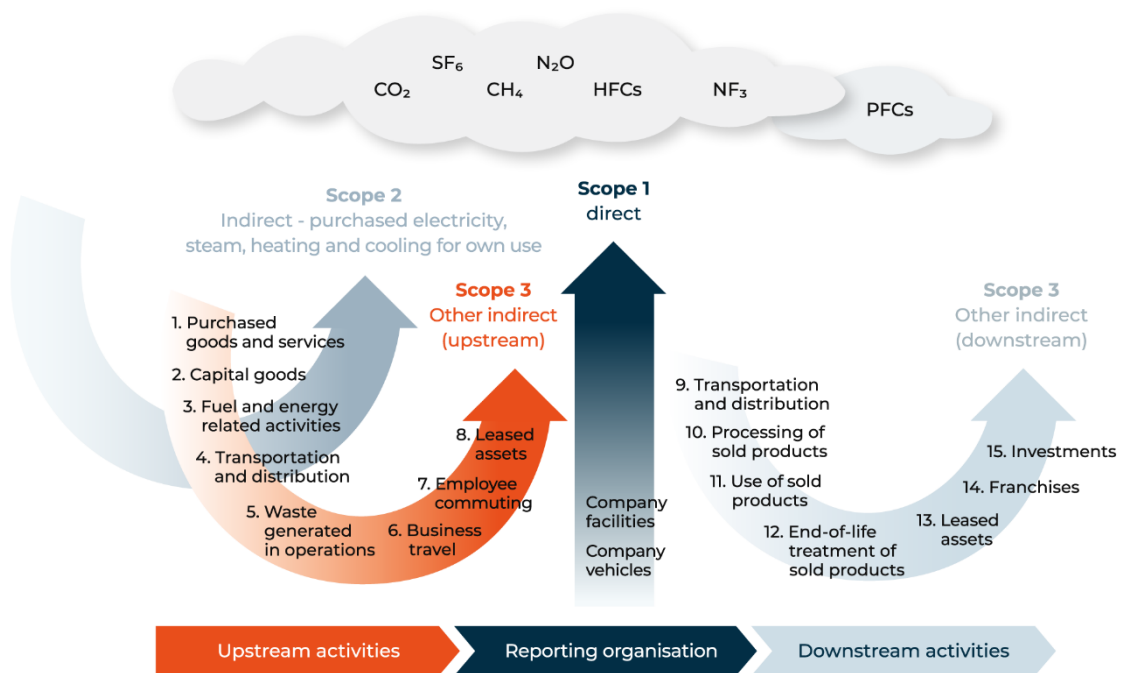 SF₆
N₂O
CO₂
CH₄
HFCs
NF₃
PFCs
Scope 2
Indirect - purchased electricity,
steam, heating and cooling for own use
Scope 1
direct
Scope 3
Other indirect
(upstream)
Scope 3
Other indirect
(downstream)
1. Purchased
goods and services
2. Capital goods
3. Fuel and energy
related activities
4. Transportation
and distribution
5. Waste
generated
in operations
6. Business
travel
7. Employee
commuting
8. Leased
assets
Company
facilities
Company
vehicles
9. Transportation
and distribution
10. Processing of
sold products
11. Use of sold
products
12. End-of-life
treatment of
sold products
13. Leased
assets
14. Franchises
15. Investments
Upstream activities
Reporting organisation
Downstream activities